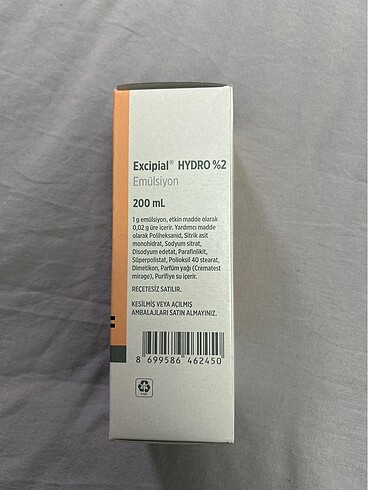 Excipial® HYDRO %2
Emülsiyon
200 mL
1 g emülsiyon, etkin madde olarak
0,02 g üre içerir. Yardımcı madde
olarak Poliheksanid, Sitrik asit
monohidrat, Sodyum sitrat,
Disodyum edetat, Parafinlikit,
Süperpolistat, Polioksil 40 stearat,
Dimetikon, Parfüm yağı (Crematest
mirage), Purifiye su içerir.
REÇETESİZ SATILIR.
KESİLMİŞ VEYA AÇILMIŞ
AMBALAJLARI SATIN ALMAYINIZ.
8 699586 462450